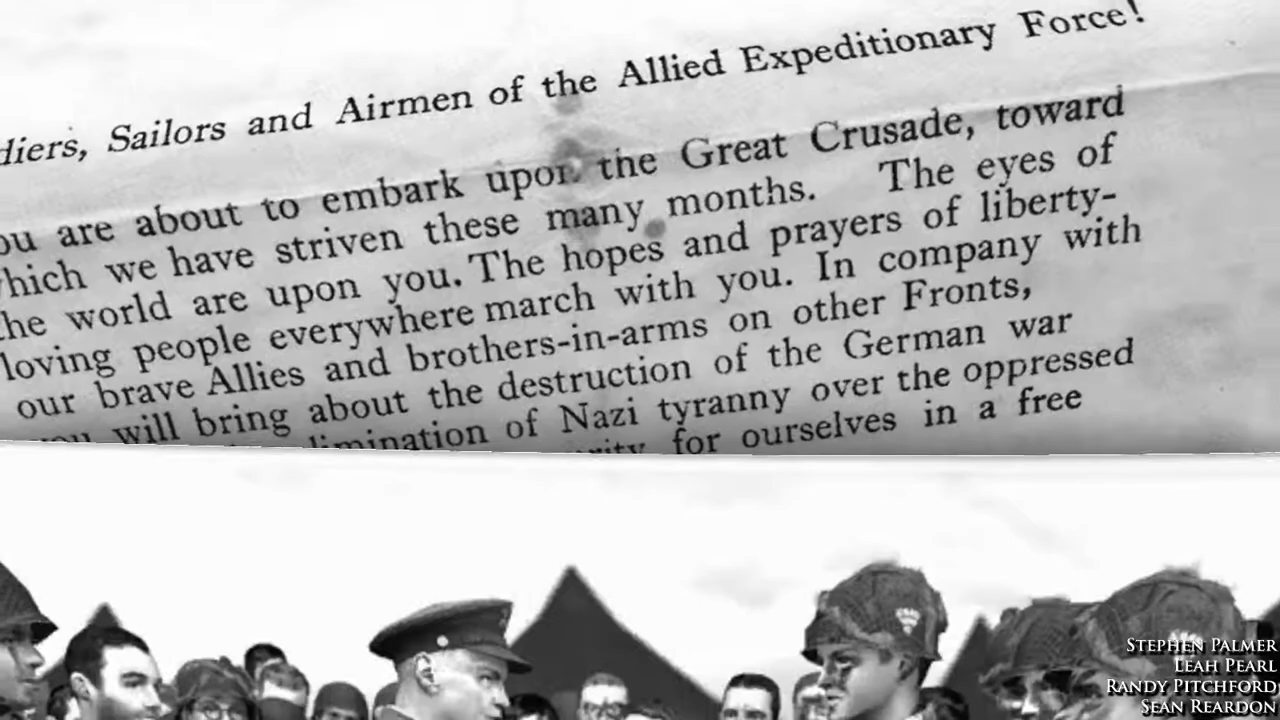 diers, Sailors and Airmen of the Allied Expeditionary Force!
ou are about to embark upon the Great Crusade, toward
which we have striven these many months. The eyes of
the world are upon you. The hopes and prayers of liberty-
loving people everywhere march with you. In company with
our brave Allies and brothers-in-arms on other Fronts,
you will bring about the destruction of the German war
limination of Nazi tyranny over the oppressed
urity for ourselves in a free
STEPHEN PALMER
LEAH PEARL
RANDY PITCHFORD
SEAN REARDON